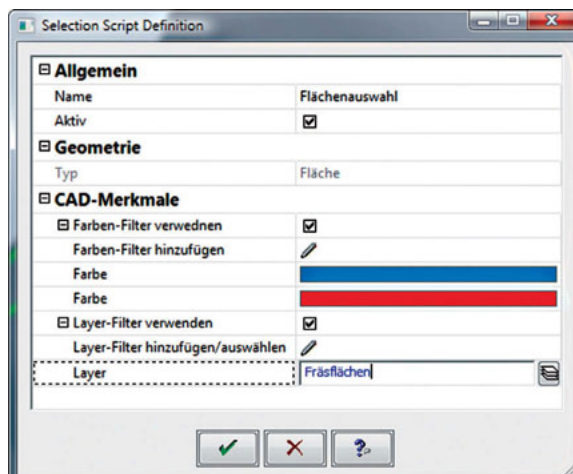 Selection Script Definition
Allgemein
Name Flächenauswahl
Aktiv
Geometrie
Typ Fläche
CAD-Merkmale
Farben-Filter verwednen
Farben-Filter hinzufügen
Farbe
Farbe
Layer-Filter verwenden
Layer-Filter hinzufügen/auswählen
Layer Fräsflächen